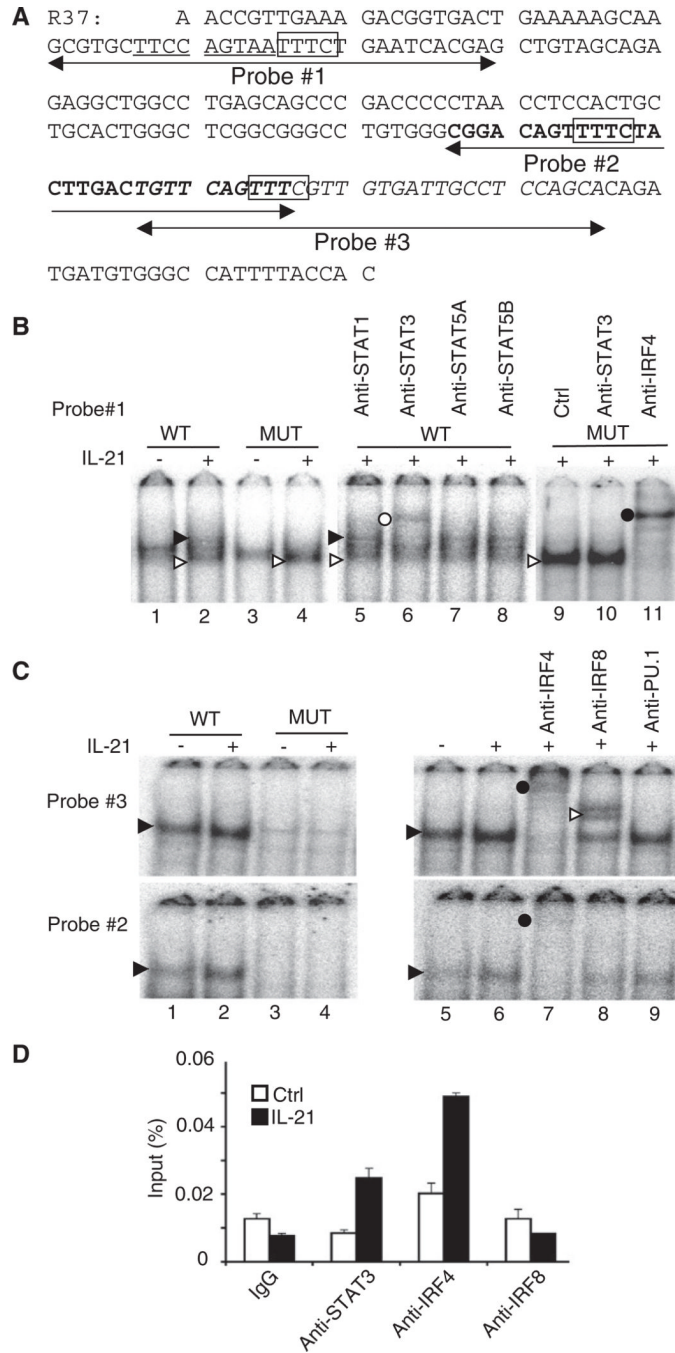 A
R37: A ACCGTTGAAA GACGGTGACT GAAAAAGCAA
GCGTGCTTCC AGTAATTTCT GAATCACGAG CTGTAGCAGA
Probe #1
GAGGCTGGCC TGAGCAGCCC GACCCCCTAAC CCTCCACTGC
TGCACTGGGC TCGGCGGGCC TGTGGGCGGA CAGTTTTCTA
Probe #2
CTTGACTGTT CAGTTTCGTT GTGATTGCCT CCAGCACAGA
Probe #3
TGATGTGGGC CATTTTACCA C
B
Anti-STAT1 Anti-STAT3 Anti-STAT5A Anti-STAT5B Ctrl Anti-STAT3 Anti-IRF4
Probe#1
WT MUT WT MUT
IL-21 - + - + + + + + + + +
1 2 3 4 5 6 7 8 9 10 11
C
Anti-IRF4 Anti-IRF8 Anti-PU.1
WT MUT
IL-21 - + - + - + + + +
Probe #3
Probe #2
1 2 3 4 5 6 7 8 9
D
0.06
0.04
0.02
0
Input (%)
Ctrl
IL-21
IgG Anti-STAT3 Anti-IRF4 Anti-IRF8